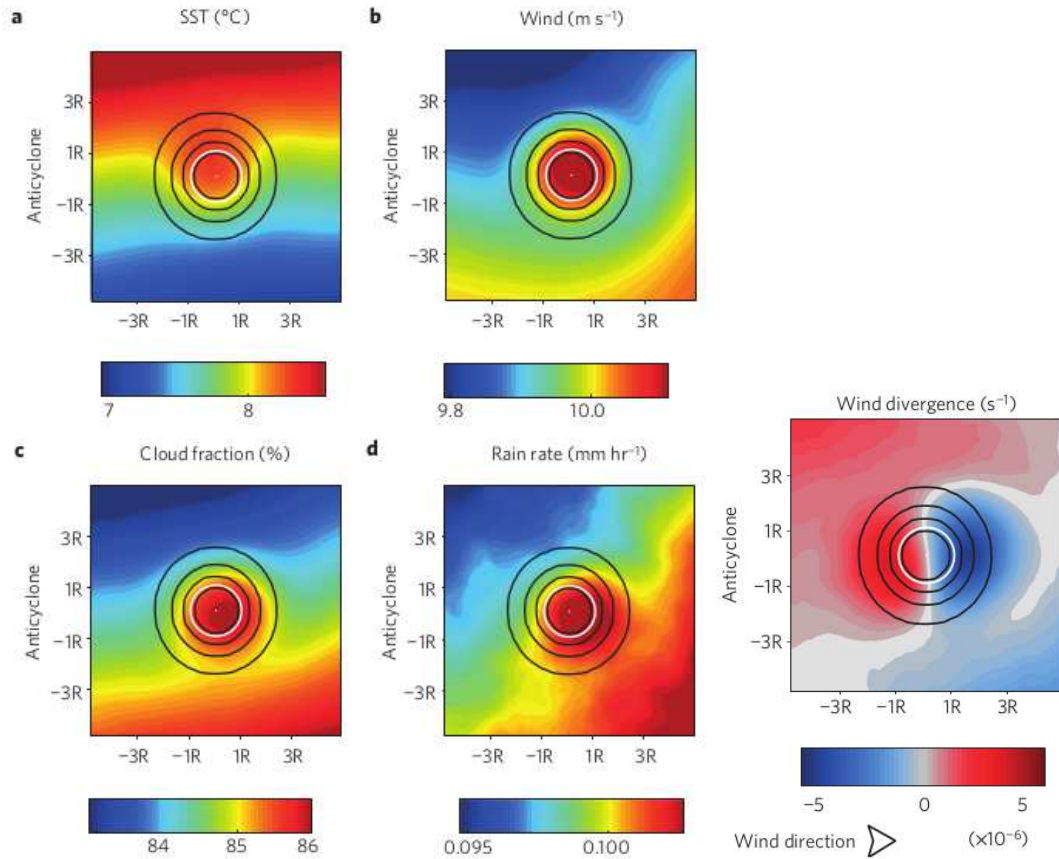 a
SST (°C)
Anticyclone
3R
1R
−1R
−3R
−3R −1R 1R 3R
7 8
b
Wind (m s⁻¹)
Anticyclone
3R
1R
−1R
−3R
−3R −1R 1R 3R
9.8 10.0
c
Cloud fraction (%)
Anticyclone
3R
1R
−1R
−3R
−3R −1R 1R 3R
84 85 86
d
Rain rate (mm hr⁻¹)
Anticyclone
3R
1R
−1R
−3R
−3R −1R 1R 3R
0.095 0.100
Wind divergence (s⁻¹)
Anticyclone
3R
1R
−1R
−3R
−3R −1R 1R 3R
−5 0 5
Wind direction (×10⁻⁶)